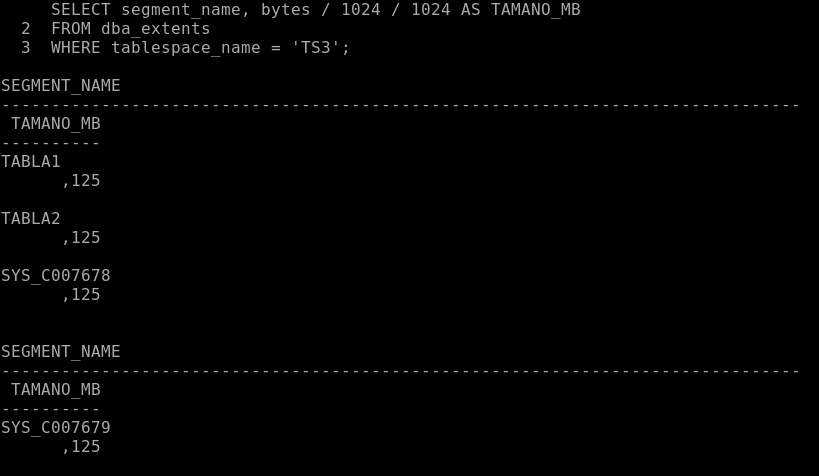 SELECT segment_name, bytes / 1024 / 1024 AS TAMANO_MB
2 FROM dba_extents
3 WHERE tablespace_name = 'TS3';
SEGMENT_NAME
--------------------------------------------------------------------------------
TAMANO_MB
----------
TABLA1
,125
TABLA2
,125
SYS_C007678
,125
SEGMENT_NAME
--------------------------------------------------------------------------------
TAMANO_MB
----------
SYS_C007679
,125